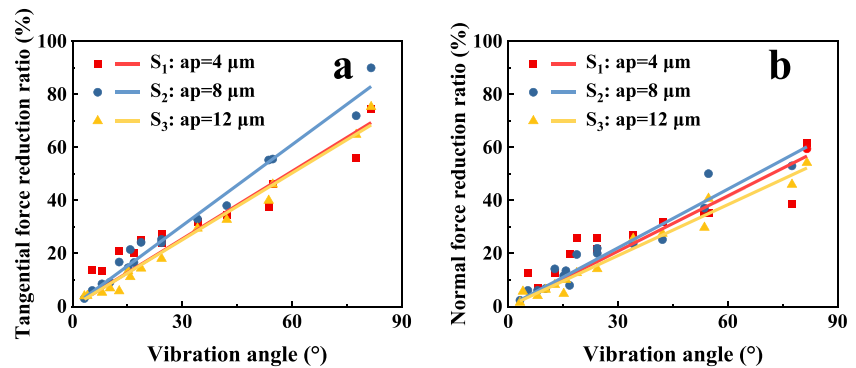 a
Tangential force reduction ratio (%)
100
80
60
40
20
0
S₁: ap=4 μm
S₂: ap=8 μm
S₃: ap=12 μm
0 30 60 90
Vibration angle (°)
b
Normal force reduction ratio (%)
100
80
60
40
20
0
S₁: ap=4 μm
S₂: ap=8 μm
S₃: ap=12 μm
0 30 60 90
Vibration angle (°)